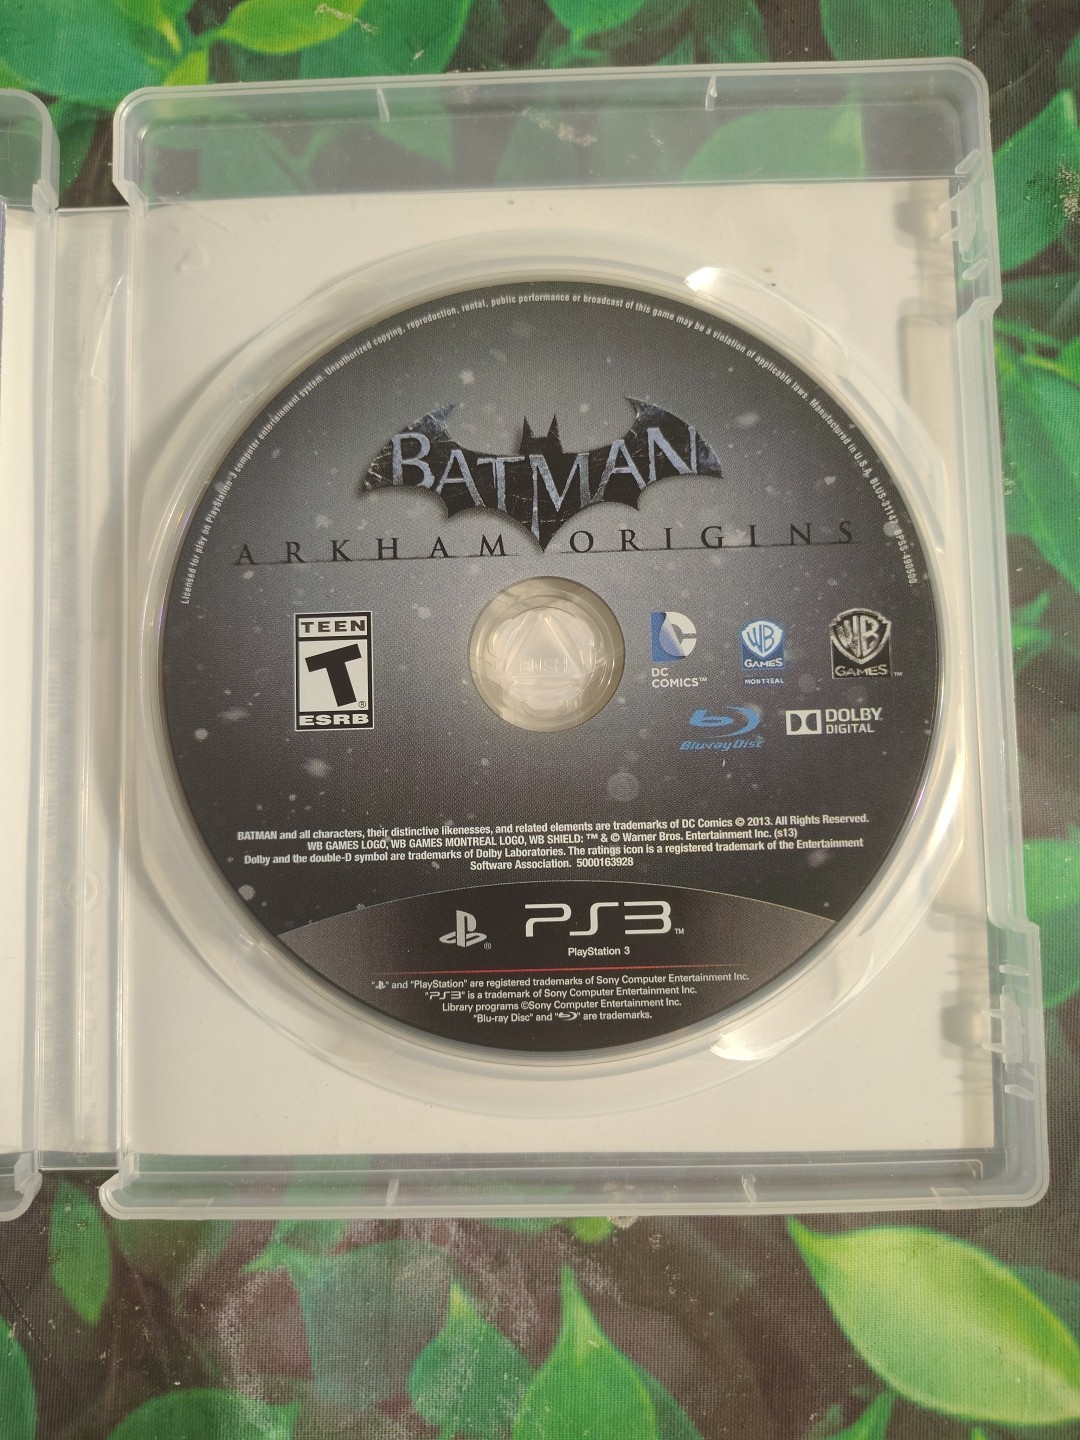 Licensed for play on PlayStation 3 computer entertainment system. Unauthorized copying, reproduction, rental, public performance or broadcast of this game may be a violation of applicable laws. Manufactured in U.S.A.
BATMAN
ARKHAM ORIGINS
TEEN
T
®
ESRB
PUSH
DC
COMICS™
WB
GAMES
MONTREAL
WB
GAMES
™
Blu-ray Disc
DOLBY
DIGITAL
BATMAN and all characters, their distinctive likenesses, and related elements are trademarks of DC Comics © 2013. All Rights Reserved.
WB GAMES LOGO, WB GAMES MONTREAL LOGO, WB SHIELD: ™ & © Warner Bros. Entertainment Inc. (s13)
Dolby and the double-D symbol are trademarks of Dolby Laboratories. The ratings icon is a registered trademark of the Entertainment
Software Association. 5000163928
® PS3™
PlayStation 3
" " and "PlayStation" are registered trademarks of Sony Computer Entertainment Inc.
"PS3" is a trademark of Sony Computer Entertainment Inc.
Library programs ©Sony Computer Entertainment Inc.
"Blu-ray Disc" and " " are trademarks.